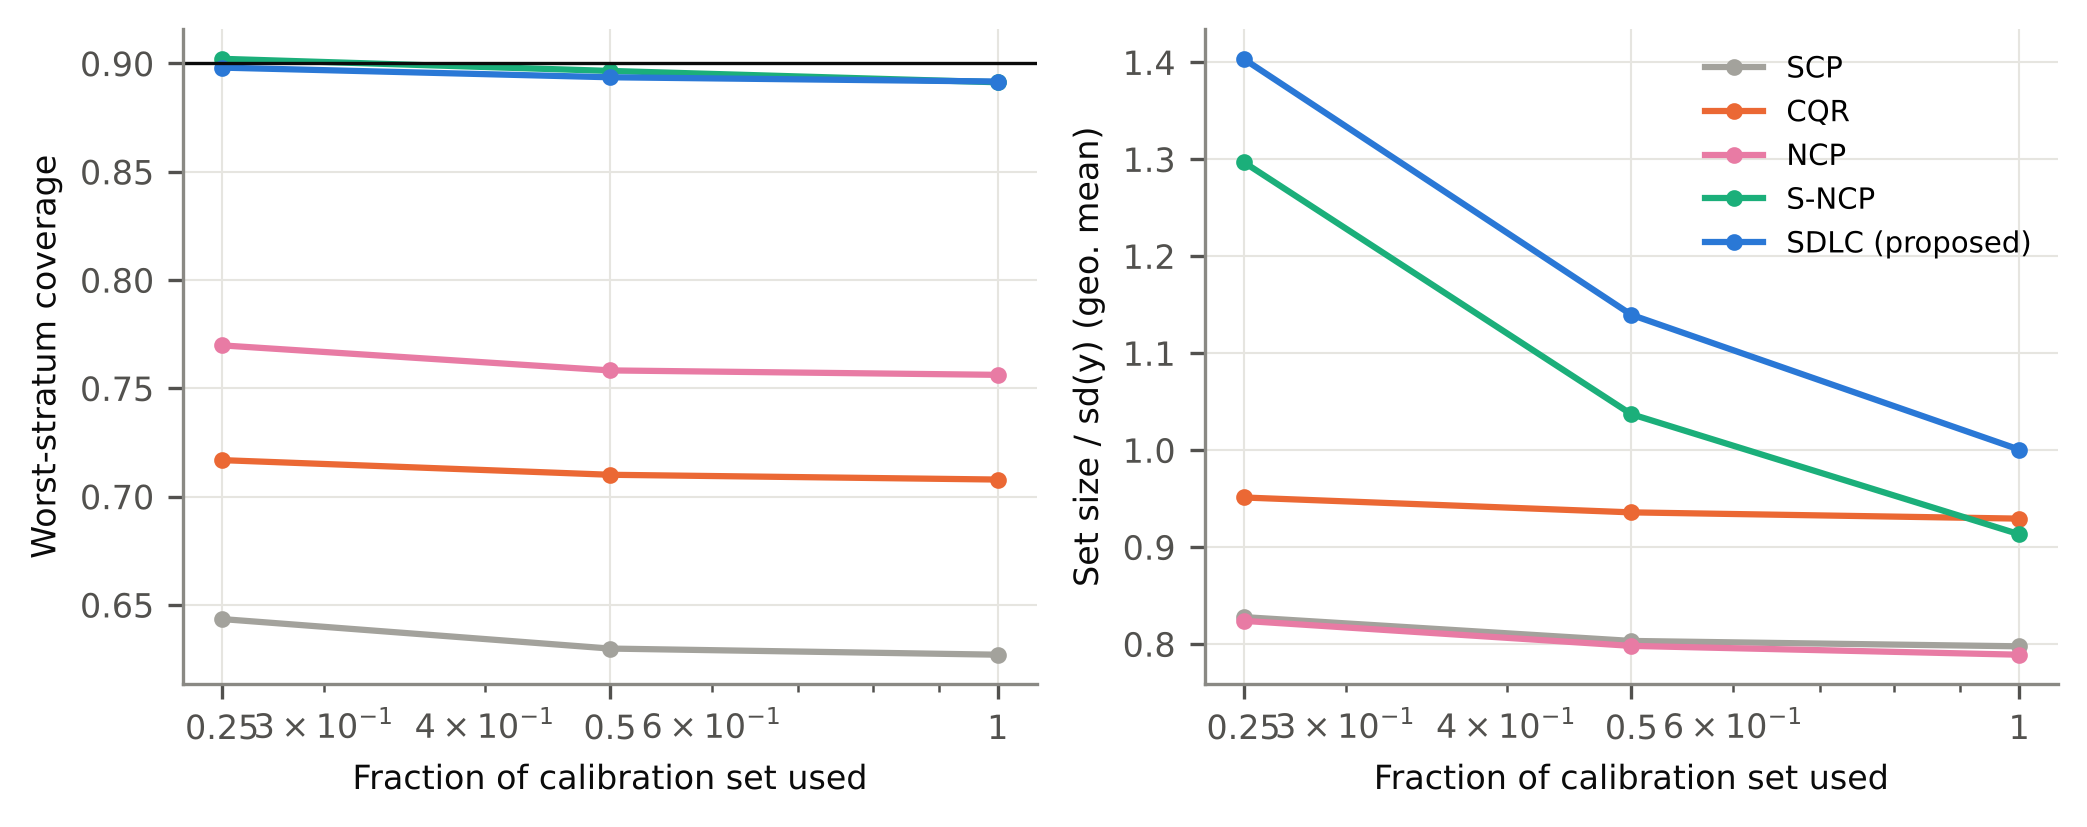 Worst-stratum coverage
0.90
0.85
0.80
0.75
0.70
0.65
0.25
3 × 10⁻¹
4 × 10⁻¹
0.5
6 × 10⁻¹
1
Fraction of calibration set used
Set size / sd(y) (geo. mean)
1.4
1.3
1.2
1.1
1.0
0.9
0.8
SCP
CQR
NCP
S-NCP
SDLC (proposed)
0.25
3 × 10⁻¹
4 × 10⁻¹
0.5
6 × 10⁻¹
1
Fraction of calibration set used